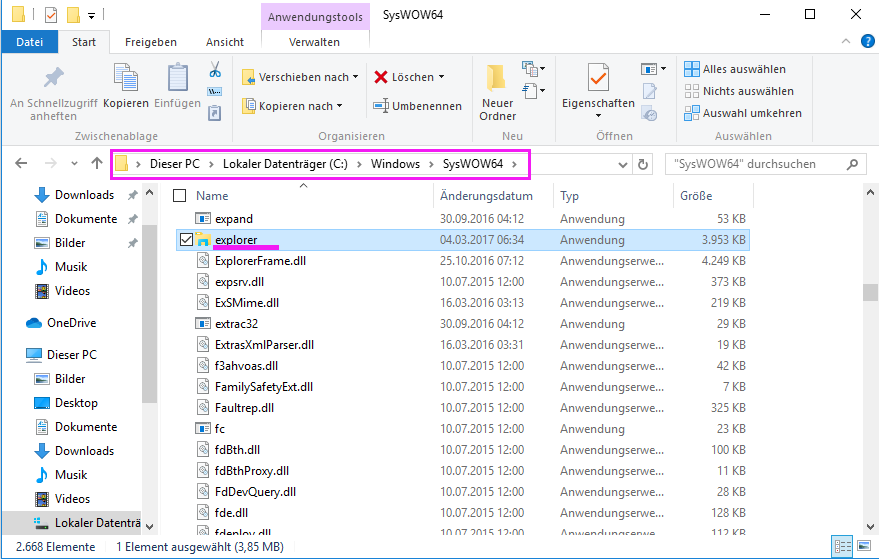 Anwendungstools SysWOW64
Datei Start Freigeben Ansicht Verwalten
An Schnellzugriff anheften Kopieren Einfügen
Verschieben nach Kopieren nach Löschen Umbenennen
Neuer Ordner
Eigenschaften
Alles auswählen
Nichts auswählen
Auswahl umkehren
Zwischenablage Organisieren Neu Öffnen Auswählen
Dieser PC Lokaler Datenträger (C:) Windows SysWOW64 "SysWOW64" durchsuchen
Downloads
Dokumente
Bilder
Musik
Videos
OneDrive
Dieser PC
Bilder
Desktop
Dokumente
Downloads
Musik
Videos
Lokaler Datenträ
Name Änderungsdatum Typ Größe
expand 30.09.2016 04:12 Anwendung 53 KB
explorer 04.03.2017 06:34 Anwendung 3.953 KB
ExplorerFrame.dll 25.10.2016 07:12 Anwendungserwe... 4.249 KB
expsrv.dll 10.07.2015 12:00 Anwendungserwe... 373 KB
ExSMime.dll 16.03.2016 03:13 Anwendungserwe... 219 KB
extrac32 30.09.2016 04:12 Anwendung 29 KB
ExtrasXmlParser.dll 16.03.2016 03:31 Anwendungserwe... 19 KB
f3ahvoas.dll 10.07.2015 12:00 Anwendungserwe... 42 KB
FamilySafetyExt.dll 10.07.2015 12:00 Anwendungserwe... 7 KB
Faultrep.dll 10.07.2015 12:00 Anwendungserwe... 325 KB
fc 10.07.2015 12:00 Anwendung 23 KB
fdBth.dll 10.07.2015 12:00 Anwendungserwe... 100 KB
fdBthProxy.dll 10.07.2015 12:00 Anwendungserwe... 11 KB
FdDevQuery.dll 10.07.2015 12:00 Anwendungserwe... 28 KB
fde.dll 10.07.2015 12:00 Anwendungserwe... 128 KB
fdeploy.dll 10.07.2015 12:00 Anwendungserwe... 112 KB
2.668 Elemente 1 Element ausgewählt (3,85 MB)